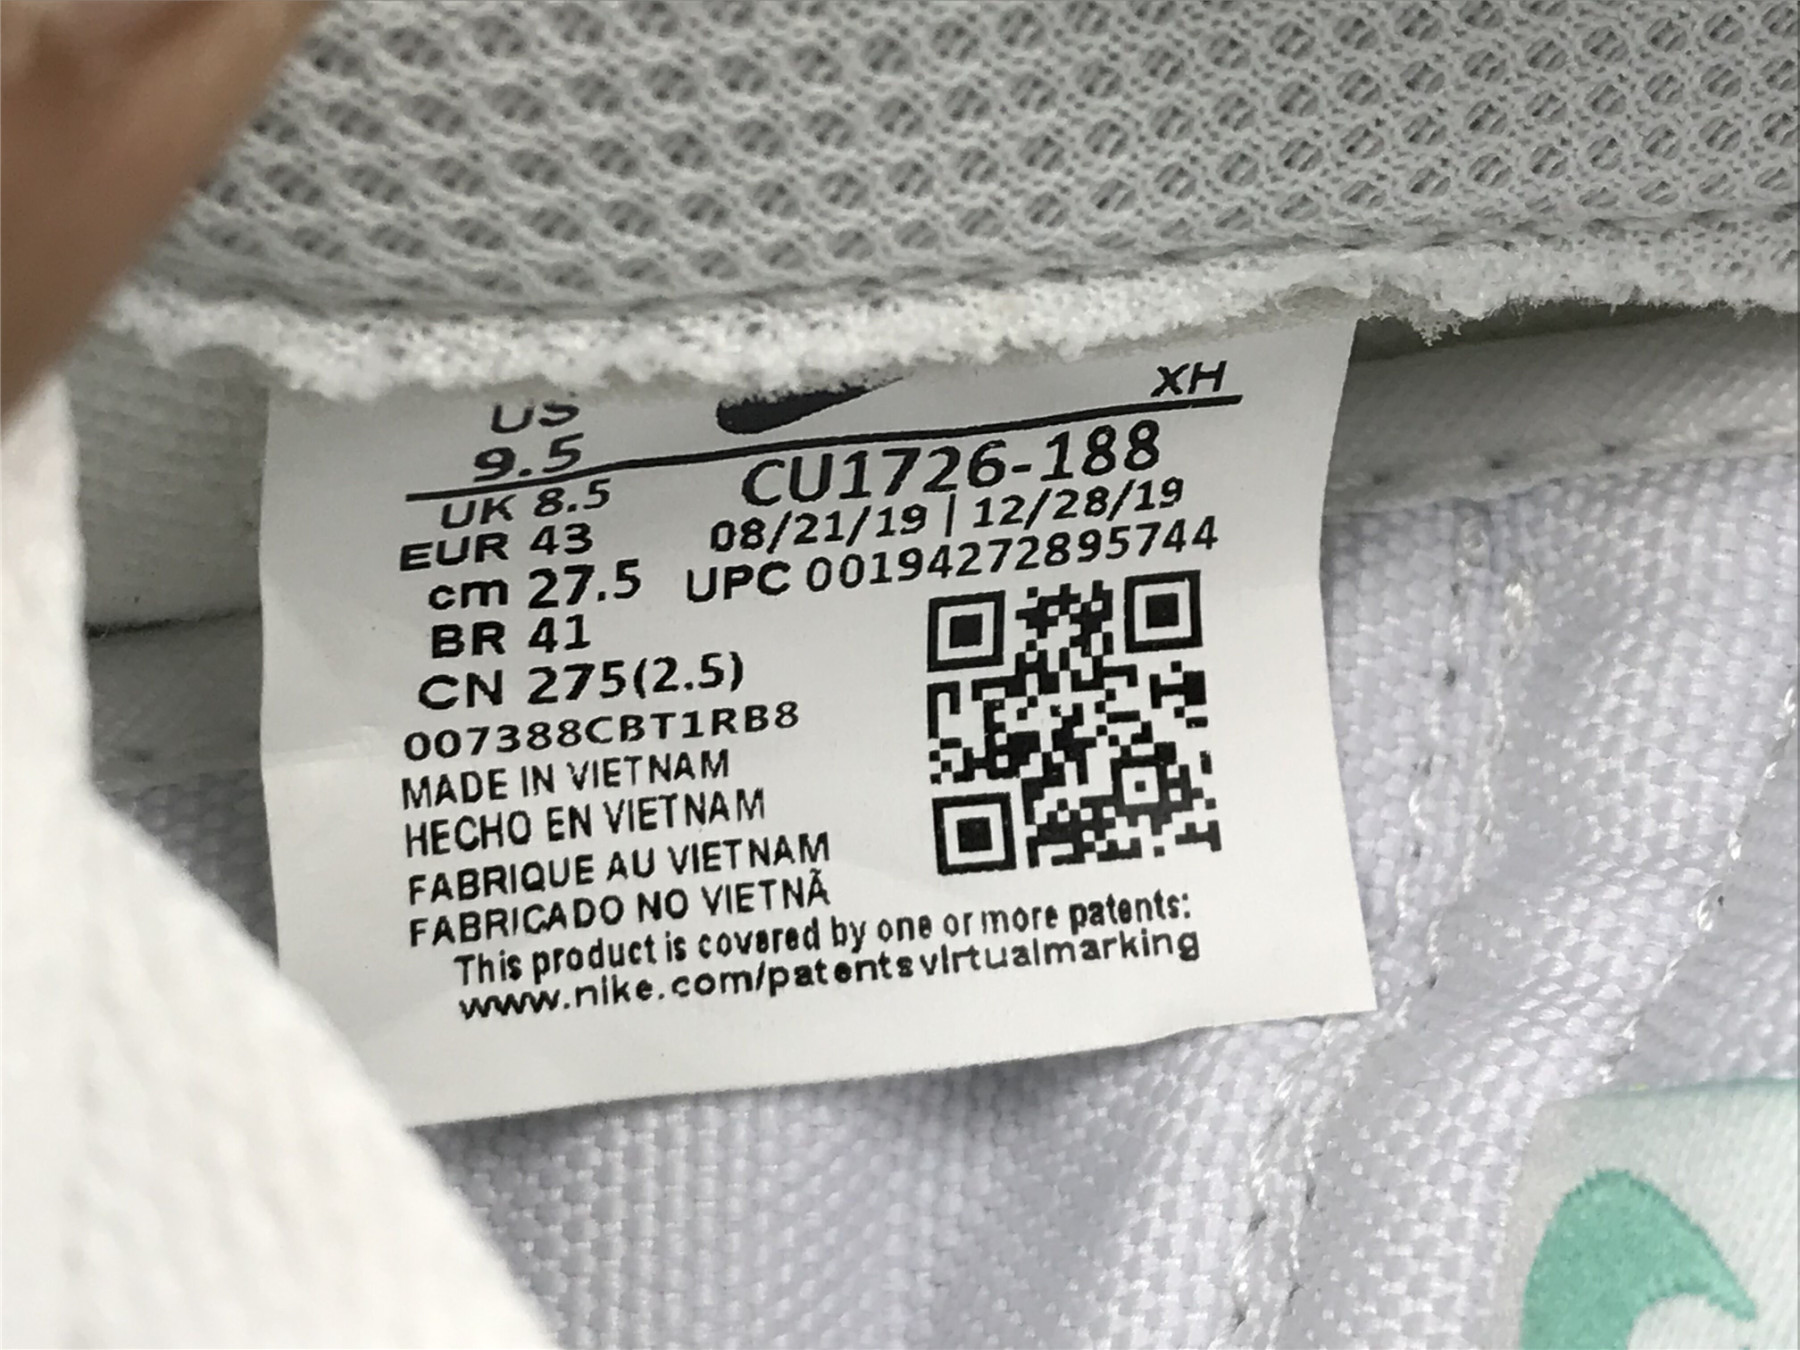 US
XH
9.5
CU1726-188
UK 8.5
08/21/19 | 12/28/19
EUR 43
UPC 00194272895744
cm 27.5
BR 41
CN 275(2.5)
007388CBT1RB8
MADE IN VIETNAM
HECHO EN VIETNAM
FABRIQUE AU VIETNAM
FABRICADO NO VIETNÃ
This product is covered by one or more patents:
www.nike.com/patentsvirtualmarking